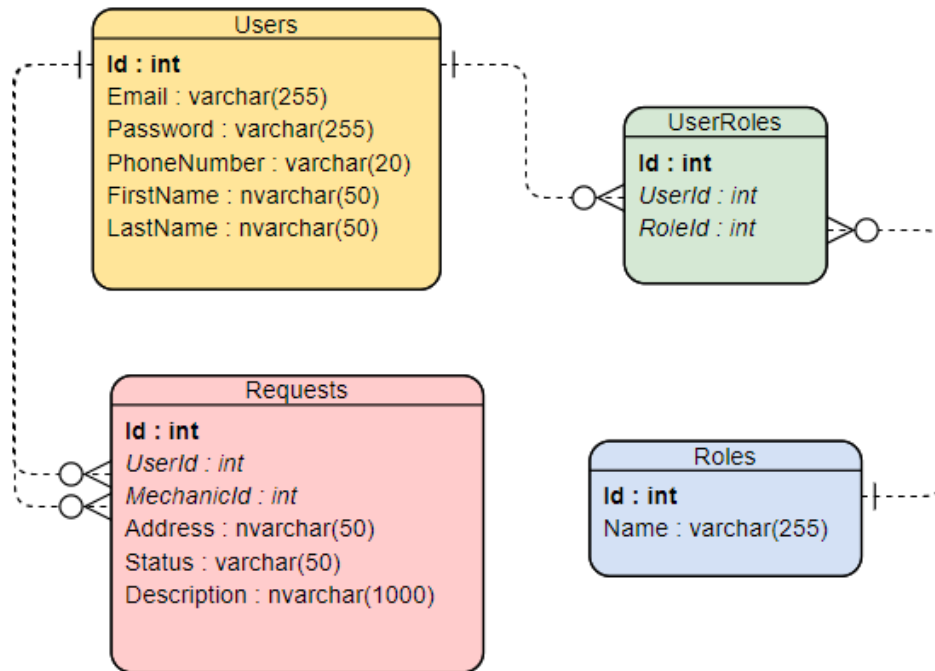 Users
Id : int
Email : varchar(255)
Password : varchar(255)
PhoneNumber : varchar(20)
FirstName : nvarchar(50)
LastName : nvarchar(50)
UserRoles
Id : int
UserId : int
RoleId : int
Requests
Id : int
UserId : int
MechanicId : int
Address : nvarchar(50)
Status : varchar(50)
Description : nvarchar(1000)
Roles
Id : int
Name : varchar(255)